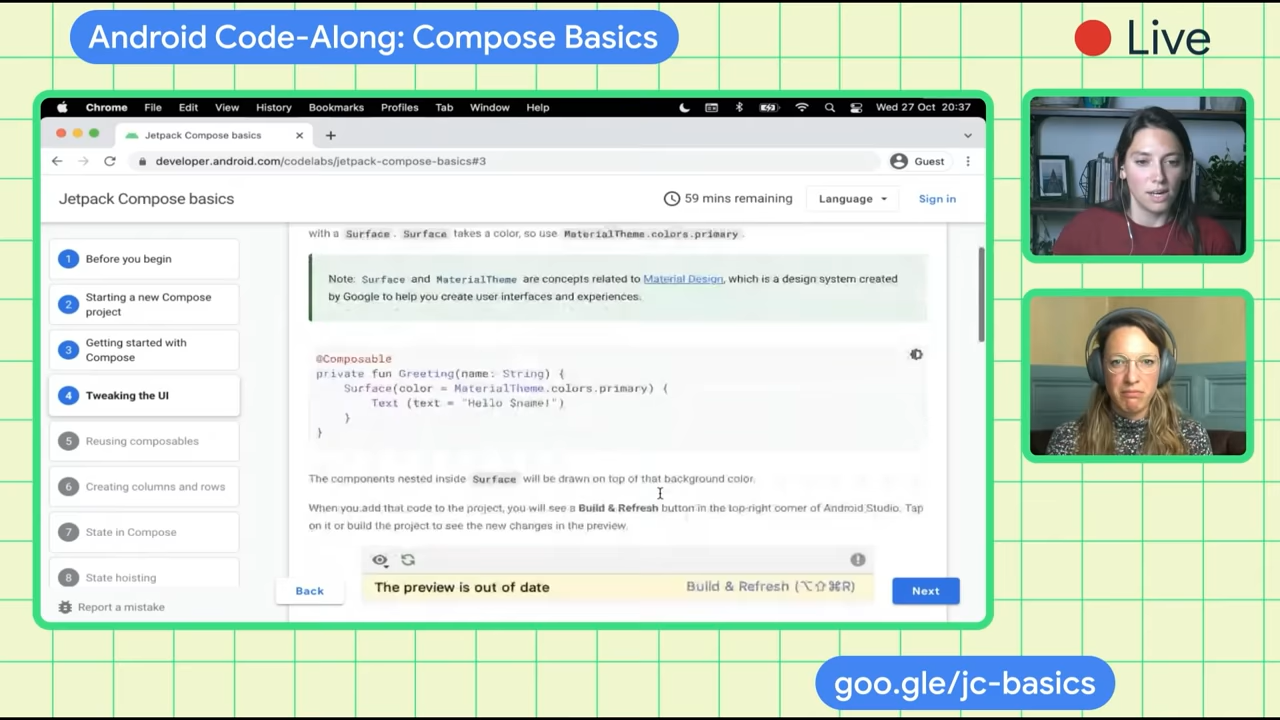 Android Code-Along: Compose Basics
Live
Chrome File Edit View History Bookmarks Profiles Tab Window Help Wed 27 Oct 20:37
Jetpack Compose basics
developer.android.com/codelabs/jetpack-compose-basics#3
Guest
Jetpack Compose basics
59 mins remaining
Language
Sign in
1 Before you begin
2 Starting a new Compose
project
3 Getting started with
Compose
4 Tweaking the UI
5 Reusing composables
6 Creating columns and rows
7 State in Compose
8 State hoisting
Report a mistake
with a Surface. Surface takes a color, so use MaterialTheme.colors.primary.
Note: Surface and MaterialTheme are concepts related to Material Design, which is a design system created
by Google to help you create user interfaces and experiences.
@Composable
private fun Greeting(name: String) {
Surface(color = MaterialTheme.colors.primary) {
Text (text = "Hello $name!")
}
}
The components nested inside Surface will be drawn on top of that background color.
When you add that code to the project, you will see a Build & Refresh button in the top-right corner of Android Studio. Tap
on it or build the project to see the new changes in the preview.
The preview is out of date
Build & Refresh (⌥⇧⌘R)
Back
Next
goo.gle/jc-basics